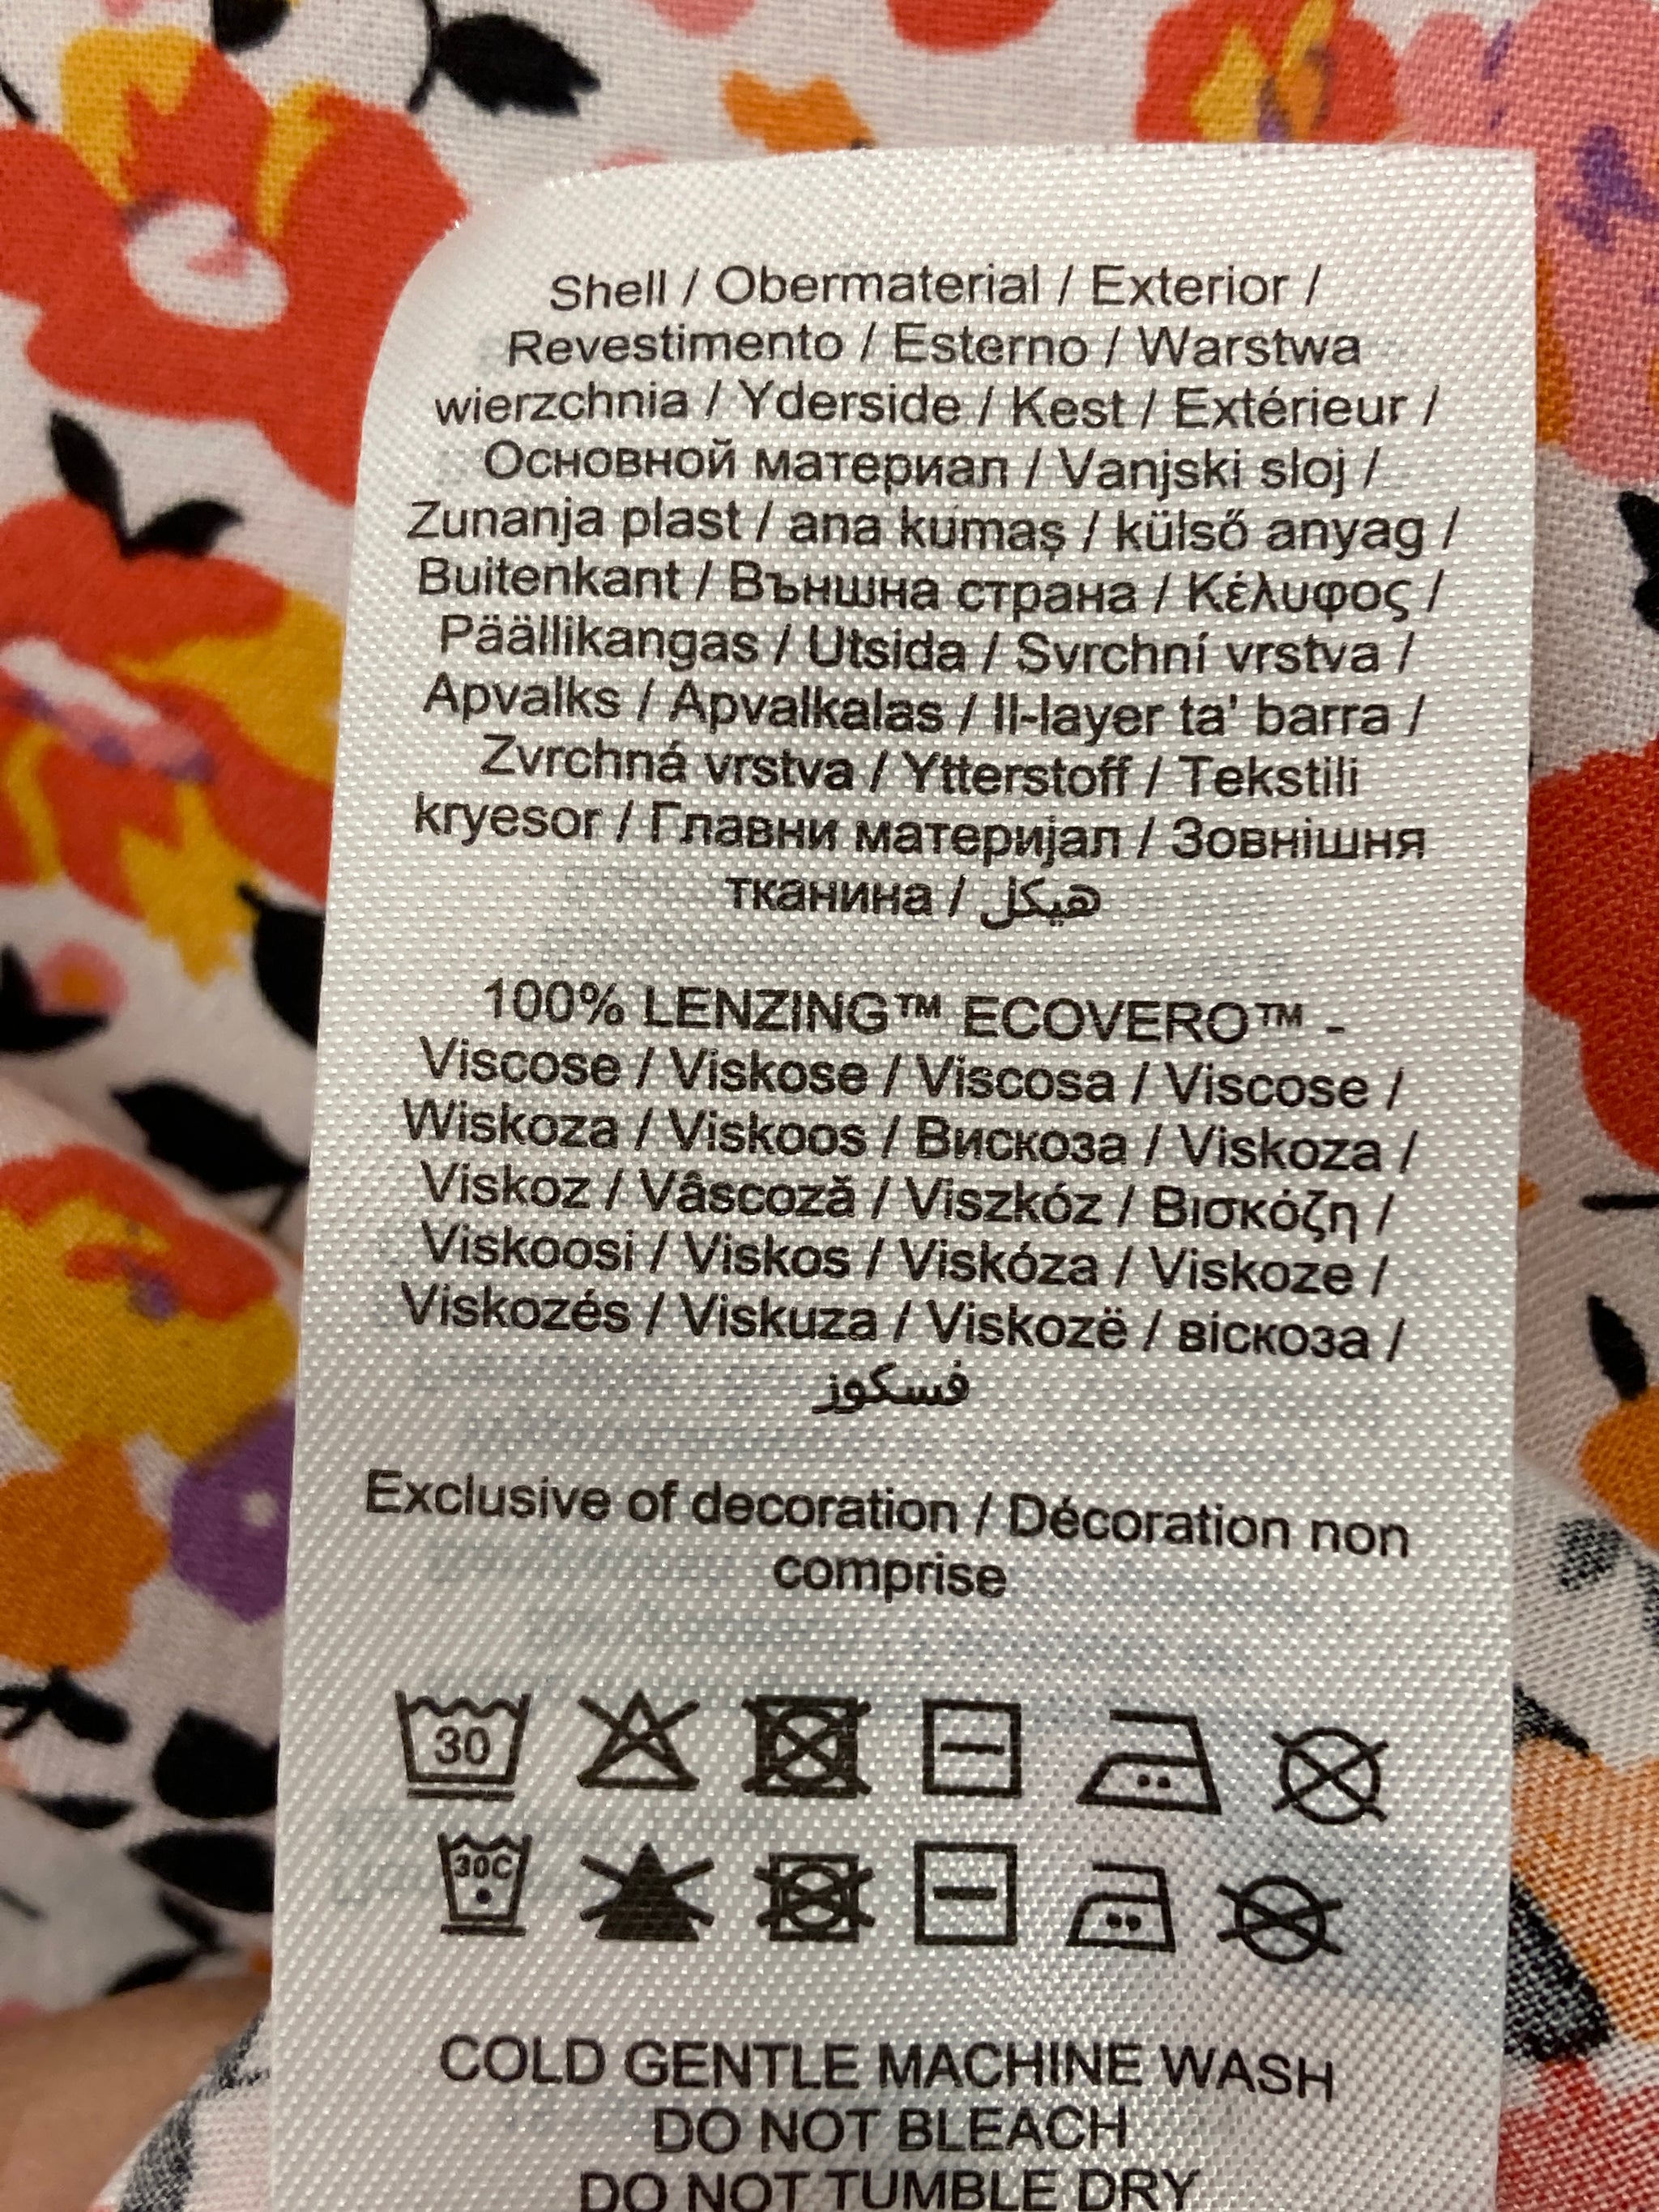 Shell / Obermaterial / Exterior /
Revestimento / Esterno / Warstwa
wierzchnia / Yderside / Kest / Extérieur /
Основной материал / Vanjski sloj /
Zunanja plast / ana kumaş / külső anyag /
Buitenkant / Външна страна / Κέλυφος /
Päällikangas / Utsida / Svrchní vrstva /
Apvalks / Apvalkalas / Il-layer ta' barra /
Zvrchná vrstva / Ytterstoff / Tekstili
kryesor / Главни материјал / Зовнішня
тканина / هيكل
100% LENZING™ ECOVERO™ -
Viscose / Viskose / Viscosa / Viscose /
Wiskoza / Viskoos / Вискоза / Viskoza /
Viskoz / Vâscoză / Viszkóz / Βισκόζη /
Viskoosi / Viskos / Viskóza / Viskoze /
Viskozés / Viskuza / Viskozë / віскоза /
فسكوز
Exclusive of decoration / Décoration non
comprise
30
30C
COLD GENTLE MACHINE WASH
DO NOT BLEACH
DO NOT TUMBLE DRY